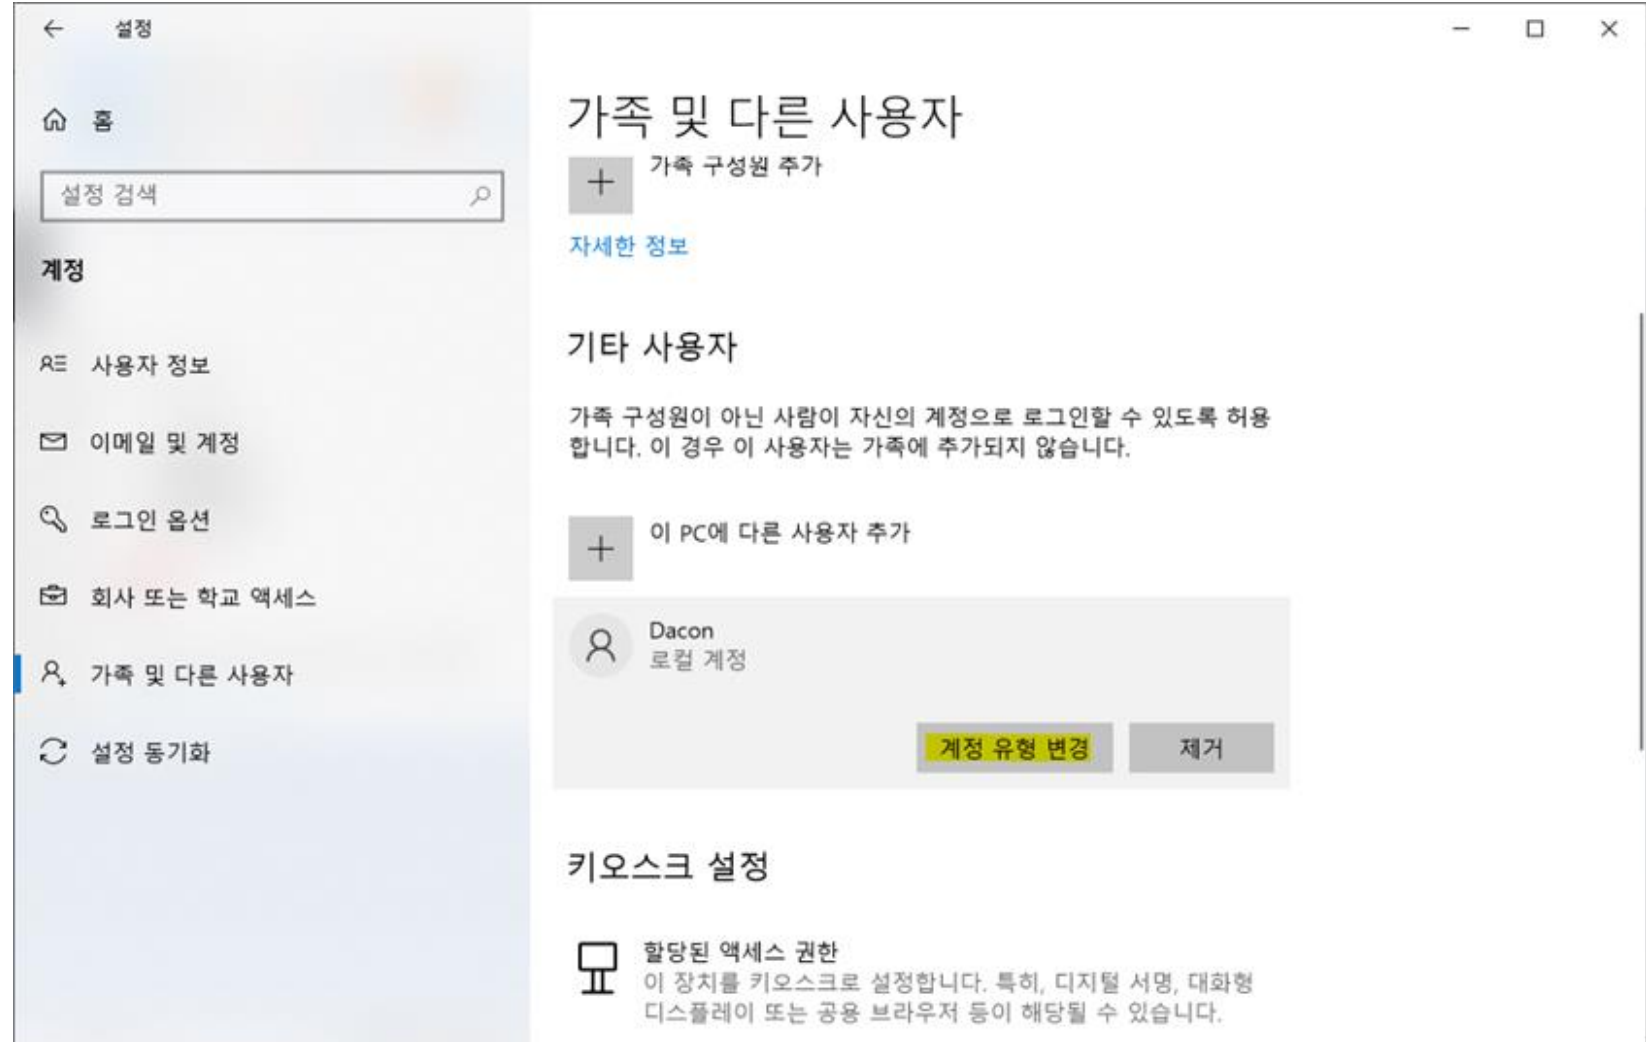 설정
홈
설정 검색
계정
사용자 정보
이메일 및 계정
로그인 옵션
회사 또는 학교 액세스
가족 및 다른 사용자
설정 동기화
가족 및 다른 사용자
가족 구성원 추가
자세한 정보
기타 사용자
가족 구성원이 아닌 사람이 자신의 계정으로 로그인할 수 있도록 허용
합니다. 이 경우 이 사용자는 가족에 추가되지 않습니다.
이 PC에 다른 사용자 추가
Dacon
로컬 계정
계정 유형 변경 제거
키오스크 설정
할당된 액세스 권한
이 장치를 키오스크로 설정합니다. 특히, 디지털 서명, 대화형
디스플레이 또는 공용 브라우저 등이 해당될 수 있습니다.